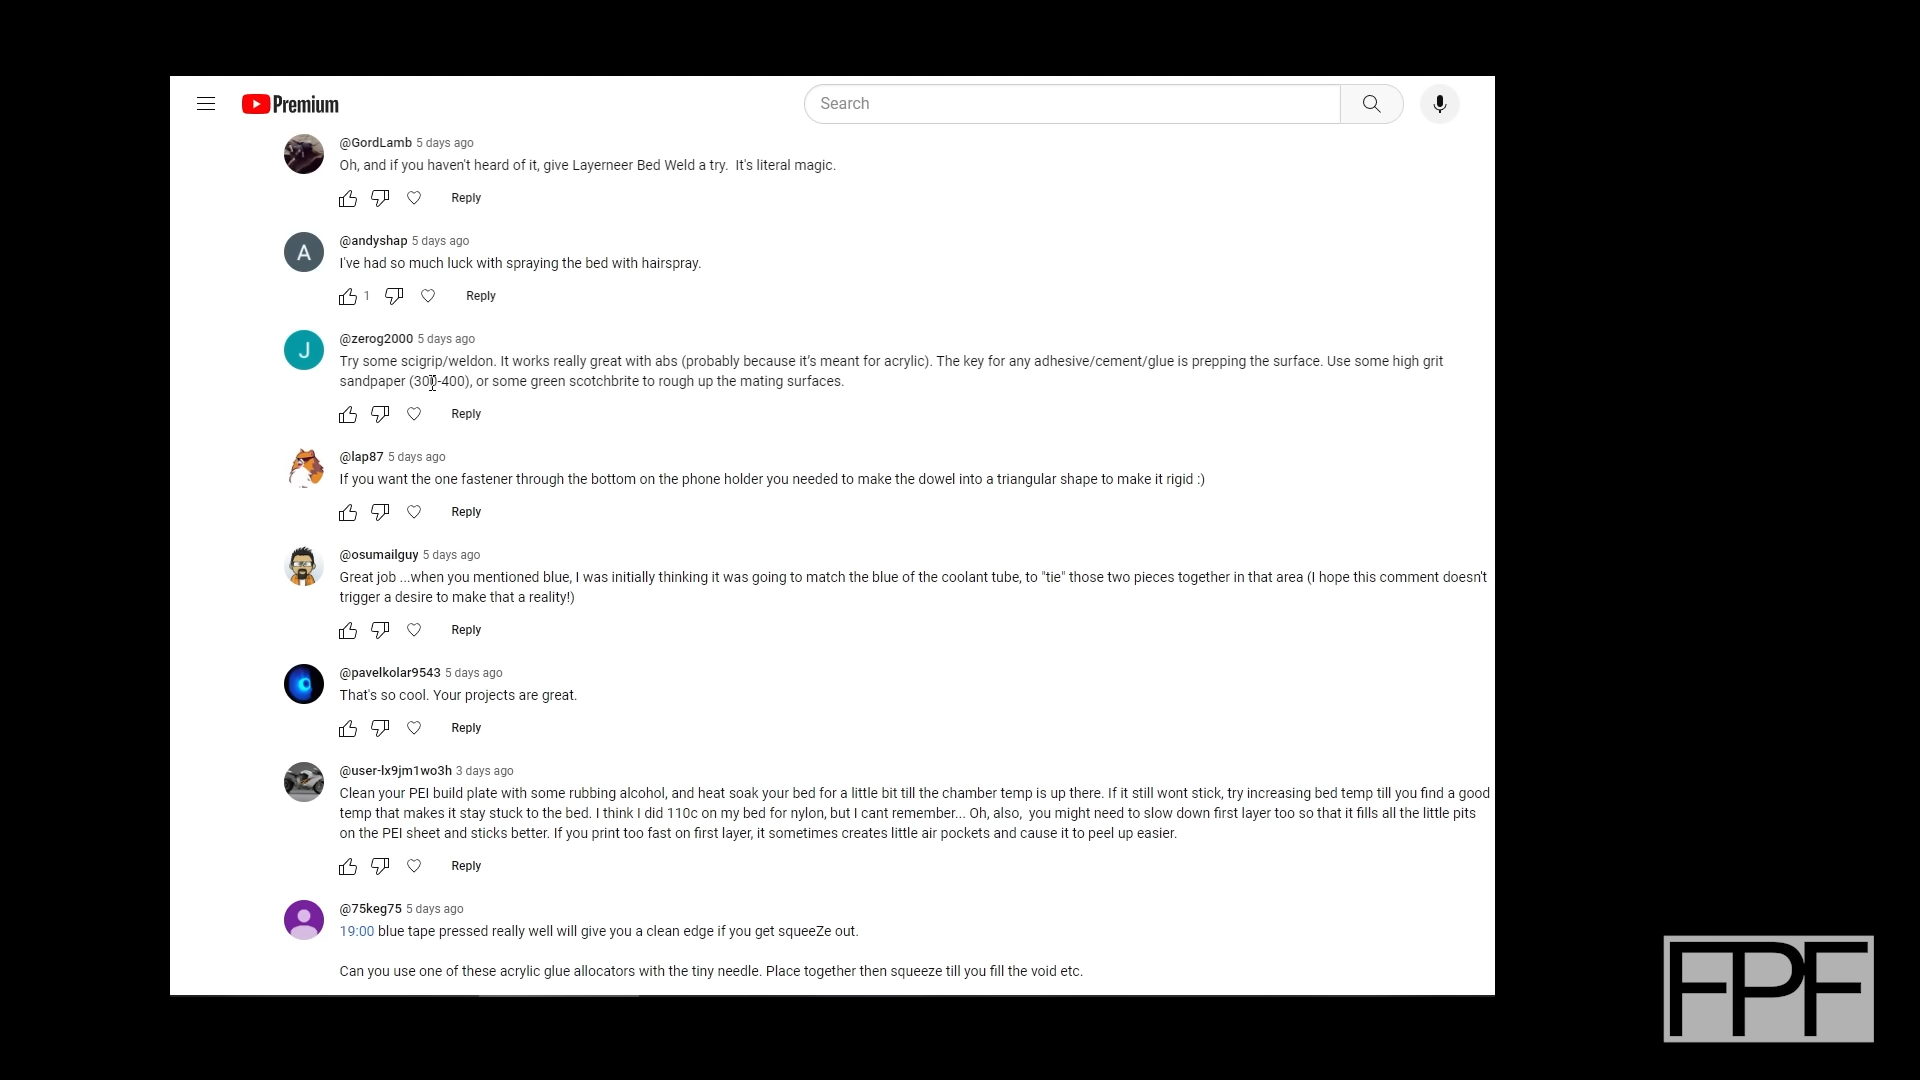 Premium
Search
@GordLamb 5 days ago
Oh, and if you haven't heard of it, give Layerneer Bed Weld a try.  It's literal magic.
Reply
A
@andyshap 5 days ago
I've had so much luck with spraying the bed with hairspray.
1
Reply
J
@zerog2000 5 days ago
Try some scigrip/weldon. It works really great with abs (probably because it's meant for acrylic). The key for any adhesive/cement/glue is prepping the surface. Use some high grit
sandpaper (300-400), or some green scotchbrite to rough up the mating surfaces.
Reply
@lap87 5 days ago
If you want the one fastener through the bottom on the phone holder you needed to make the dowel into a triangular shape to make it rigid :)
Reply
@osumailguy 5 days ago
Great job ...when you mentioned blue, I was initially thinking it was going to match the blue of the coolant tube, to "tie" those two pieces together in that area (I hope this comment doesn't
trigger a desire to make that a reality!)
Reply
@pavelkolar9543 5 days ago
That's so cool. Your projects are great.
Reply
@user-lx9jm1wo3h 3 days ago
Clean your PEI build plate with some rubbing alcohol, and heat soak your bed for a little bit till the chamber temp is up there. If it still wont stick, try increasing bed temp till you find a good
temp that makes it stay stuck to the bed. I think I did 110c on my bed for nylon, but I cant remember... Oh, also,  you might need to slow down first layer too so that it fills all the little pits
on the PEI sheet and sticks better. If you print too fast on first layer, it sometimes creates little air pockets and cause it to peel up easier.
Reply
@75keg75 5 days ago
19:00 blue tape pressed really well will give you a clean edge if you get squeeZe out.
Can you use one of these acrylic glue allocators with the tiny needle. Place together then squeeze till you fill the void etc.
FPF